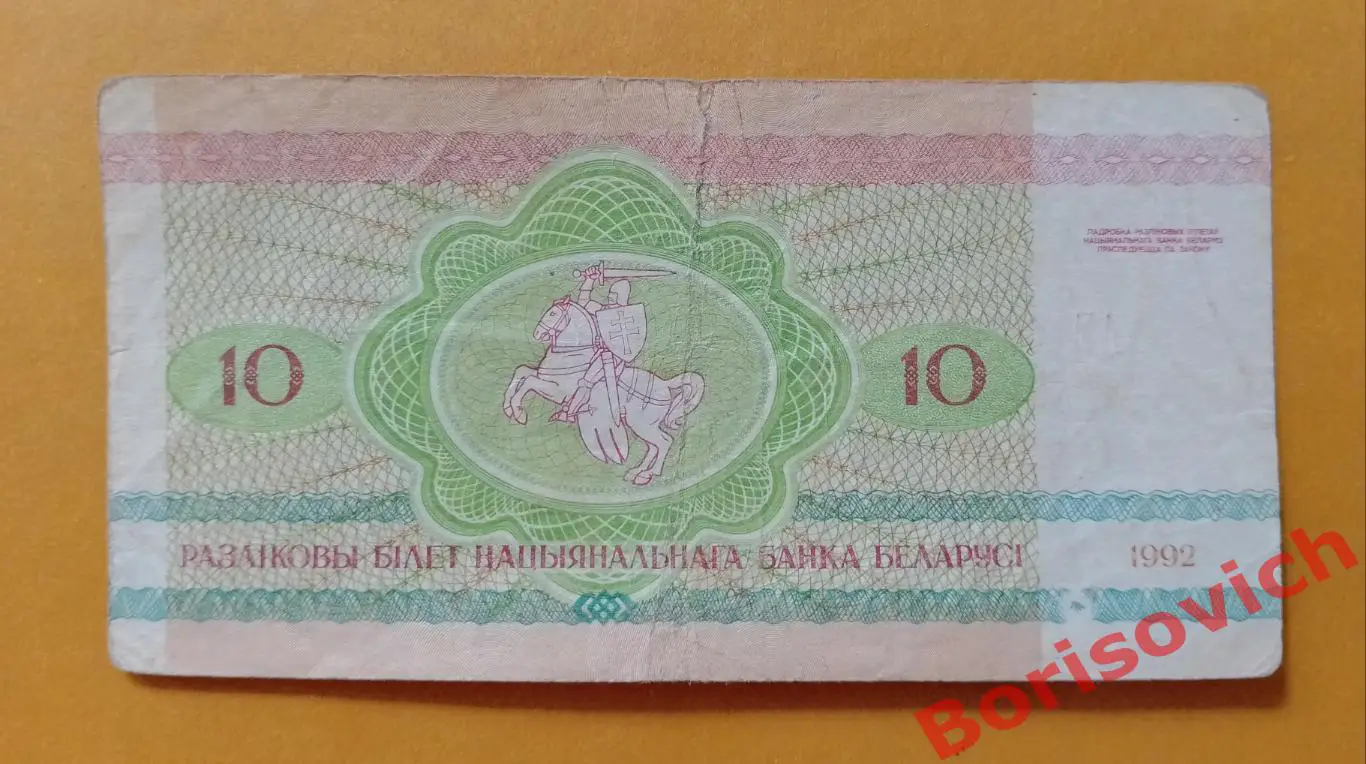 ПАДРОБКА РАЗЛІКОВЫХ БІЛЕТАЎ
НАЦЫЯНАЛЬНАГА БАНКА БЕЛАРУСІ
ПРАСЛЕДУЕЦЦА ПА ЗАКОНУ
10
10
РАЗЛІКОВЫ БІЛЕТ НАЦЫЯНАЛЬНАГА БАНКА БЕЛАРУСІ
1992
Borisovich